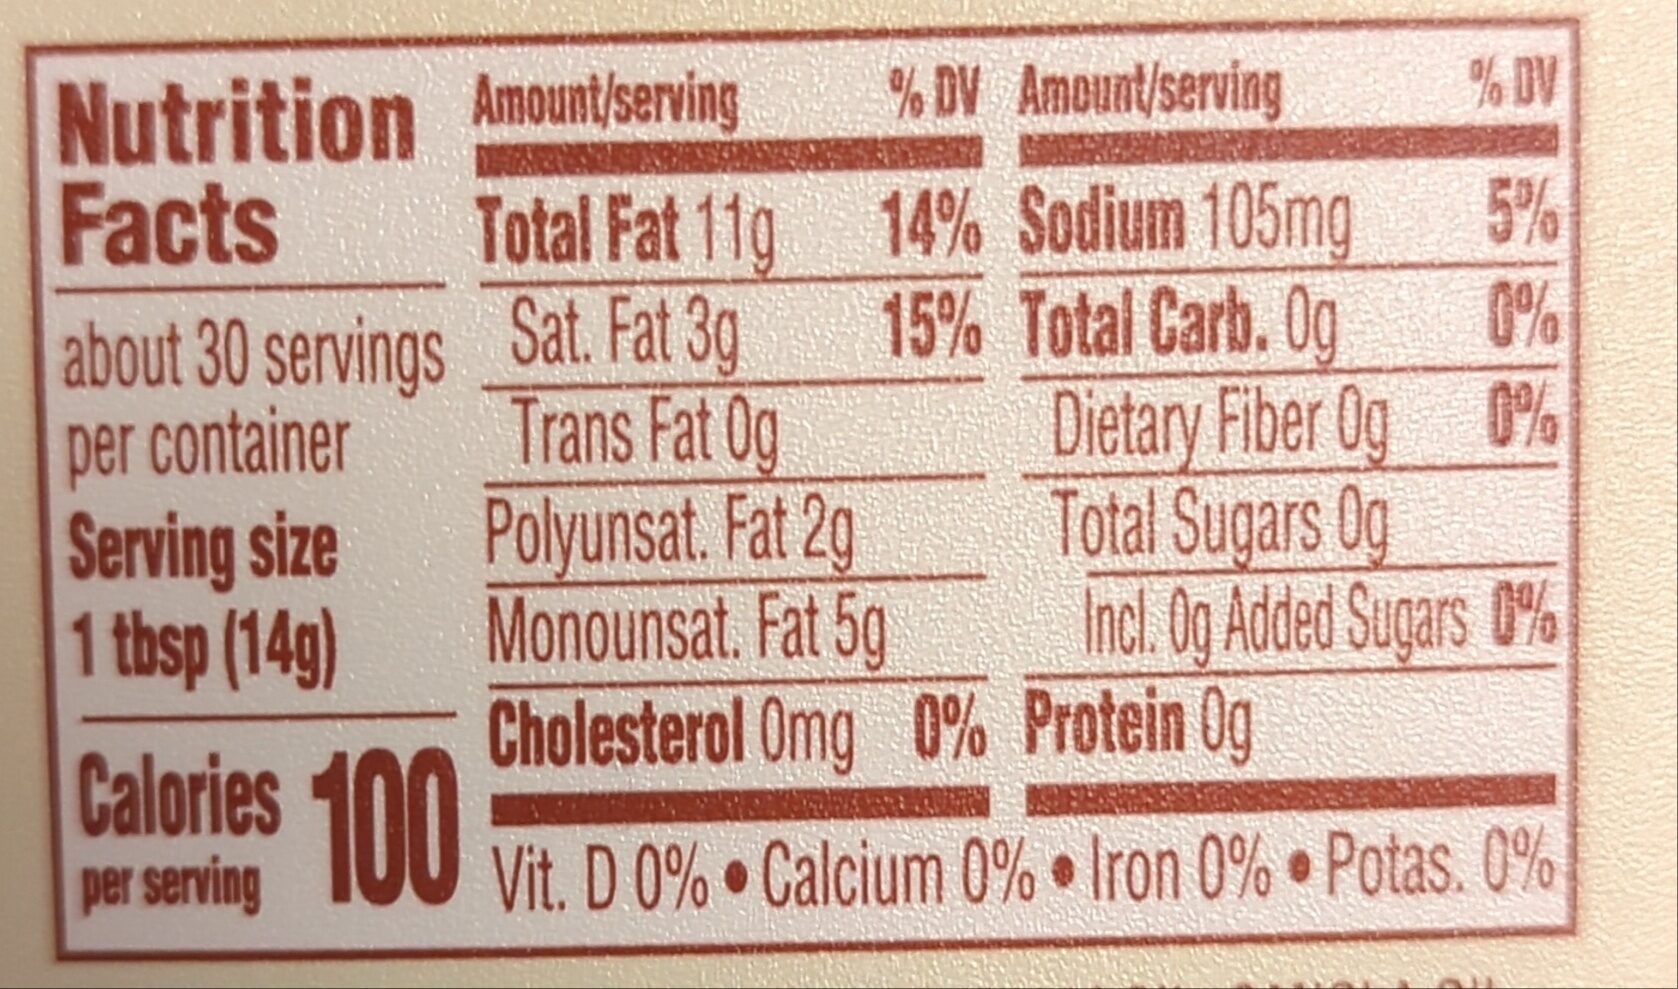 Nutrition
Facts
about 30 servings
per container
Serving size
1 tbsp (14g)
Calories 100
per serving
Amount/serving % DV
Total Fat 11g 14%
Sat. Fat 3g 15%
Trans Fat 0g
Polyunsat. Fat 2g
Monounsat. Fat 5g
Cholesterol 0mg 0%
Amount/serving % DV
Sodium 105mg 5%
Total Carb. 0g 0%
Dietary Fiber 0g 0%
Total Sugars 0g
Incl. 0g Added Sugars 0%
Protein 0g
Vit. D 0% • Calcium 0% • Iron 0% • Potas. 0%